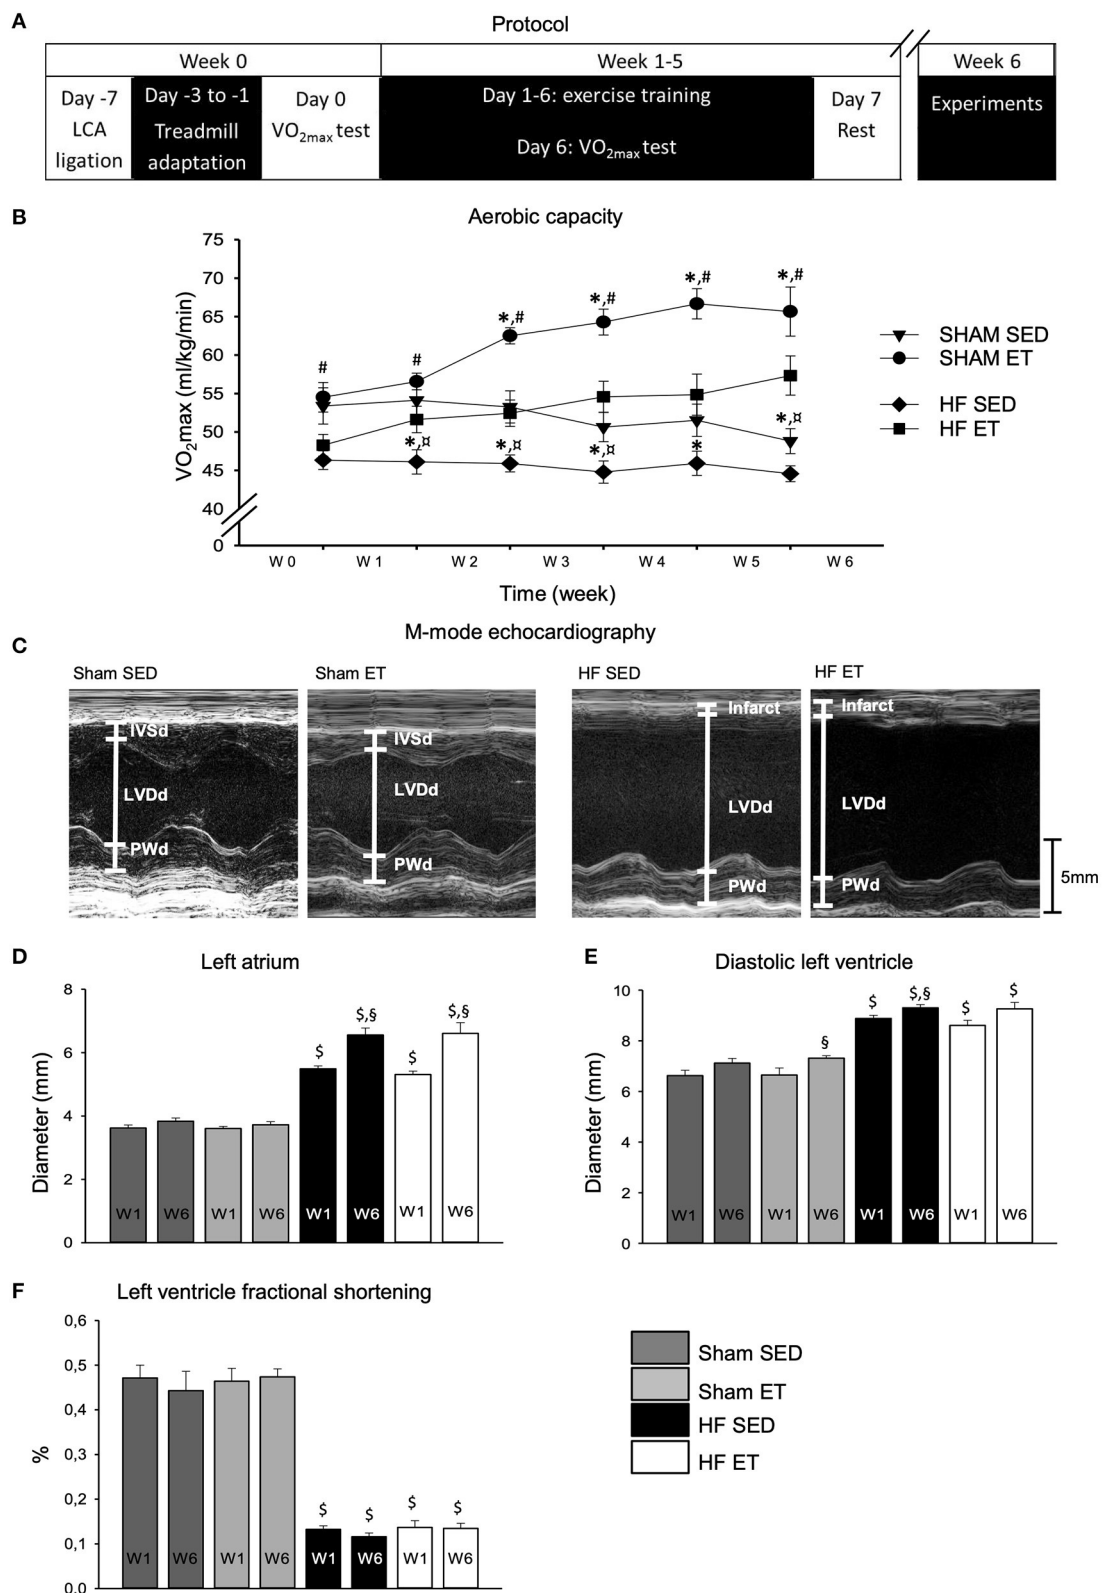 A
Protocol
Week 0
Week 1-5
Week 6
Day -7
LCA
ligation
Day -3 to -1
Treadmill
adaptation
Day 0
VO2max test
Day 1-6: exercise training
Day 6: VO2max test
Day 7
Rest
Experiments
B
Aerobic capacity
VO2max (ml/kg/min)
75
70
65
60
55
50
45
40
0
#
#
*,#
*,#
*,#
*,#
*,¤
*,¤
*,¤
*
*,¤
W 0
W 1
W 2
W 3
W 4
W 5
W 6
Time (week)
SHAM SED
SHAM ET
HF SED
HF ET
C
M-mode echocardiography
Sham SED
Sham ET
HF SED
HF ET
IVSd
LVDd
PWd
IVSd
LVDd
PWd
Infarct
LVDd
PWd
Infarct
LVDd
PWd
5mm
D
Left atrium
Diameter (mm)
8
6
4
2
0
$
$,§
$
$,§
W1
W6
W1
W6
W1
W6
W1
W6
E
Diastolic left ventricle
Diameter (mm)
10
8
6
4
2
0
§
$
$,§
$
$
W1
W6
W1
W6
W1
W6
W1
W6
F
Left ventricle fractional shortening
%
0,6
0,5
0,4
0,3
0,2
0,1
0,0
$
$
$
$
W1
W6
W1
W6
W1
W6
W1
W6
Sham SED
Sham ET
HF SED
HF ET